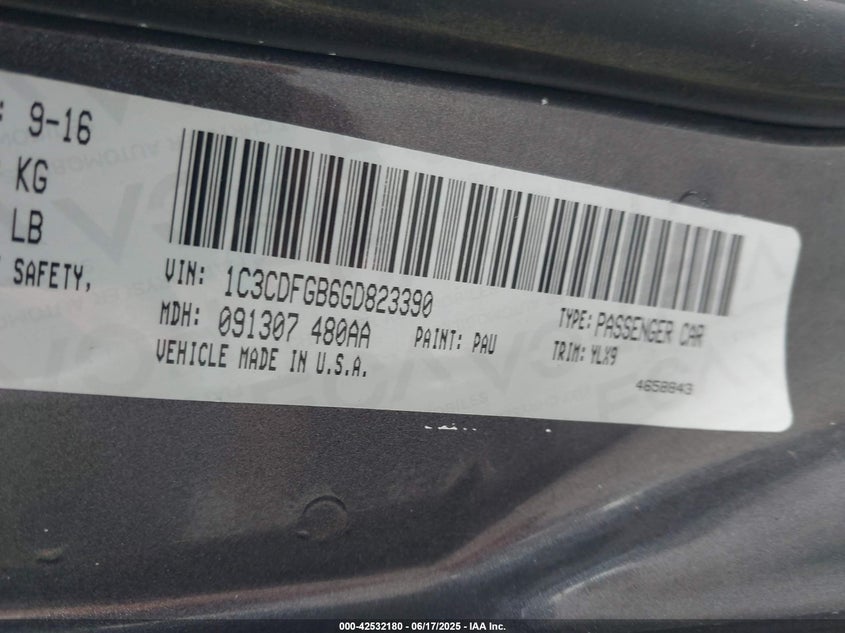 : 9-16
KG
LB
SAFETY,
VIN: 1C3CDFGB6GD823390
MDH: 091307 480AA
PAINT: PAU
TYPE: PASSENGER CAR
TRIM: YLX9
VEHICLE MADE IN U.S.A.
4658843
000-42532180 - 06/17/2025 - IAA Inc.